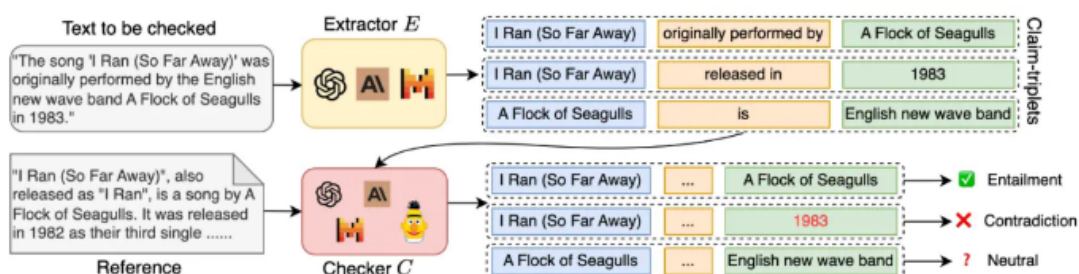 Text to be checked
"The song 'I Ran (So Far Away)' was
originally performed by the English
new wave band A Flock of Seagulls
in 1983."
Extractor E
I Ran (So Far Away) originally performed by A Flock of Seagulls
I Ran (So Far Away) released in 1983
A Flock of Seagulls is English new wave band
Claim-triplets
"I Ran (So Far Away)", also
released as "I Ran", is a song by A
Flock of Seagulls. It was released
in 1982 as their third single ......
Reference
Checker C
I Ran (So Far Away) ... A Flock of Seagulls Entailment
I Ran (So Far Away) ... 1983 Contradiction
A Flock of Seagulls ... English new wave band ? Neutral